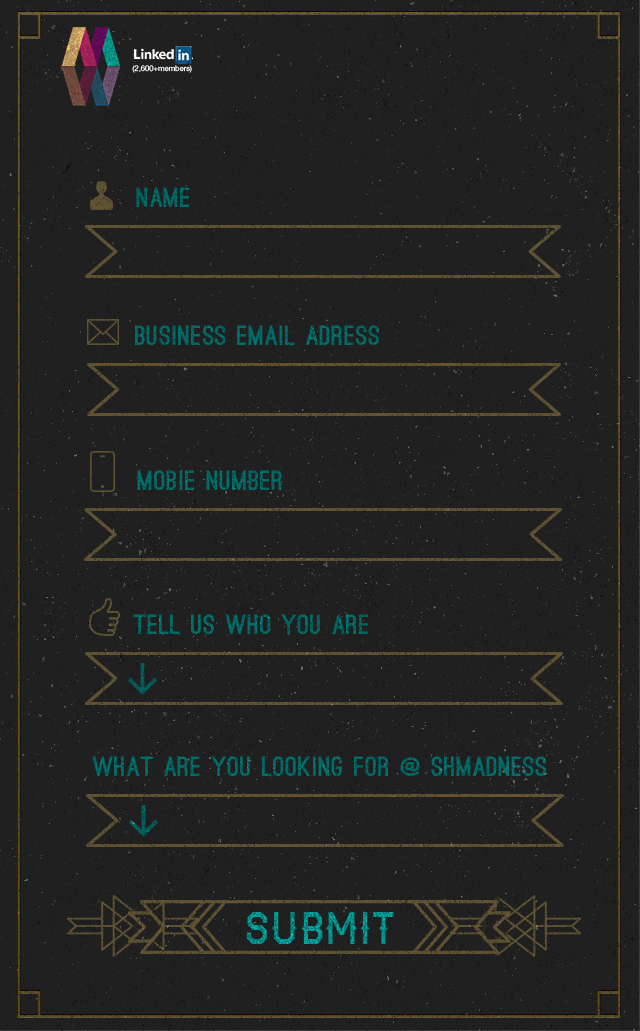 Linked in
(2,600+members)
NAME
BUSINESS EMAIL ADRESS
MOBIE NUMBER
TELL US WHO YOU ARE
WHAT ARE YOU LOOKING FOR @ SHMADNESS
SUBMIT